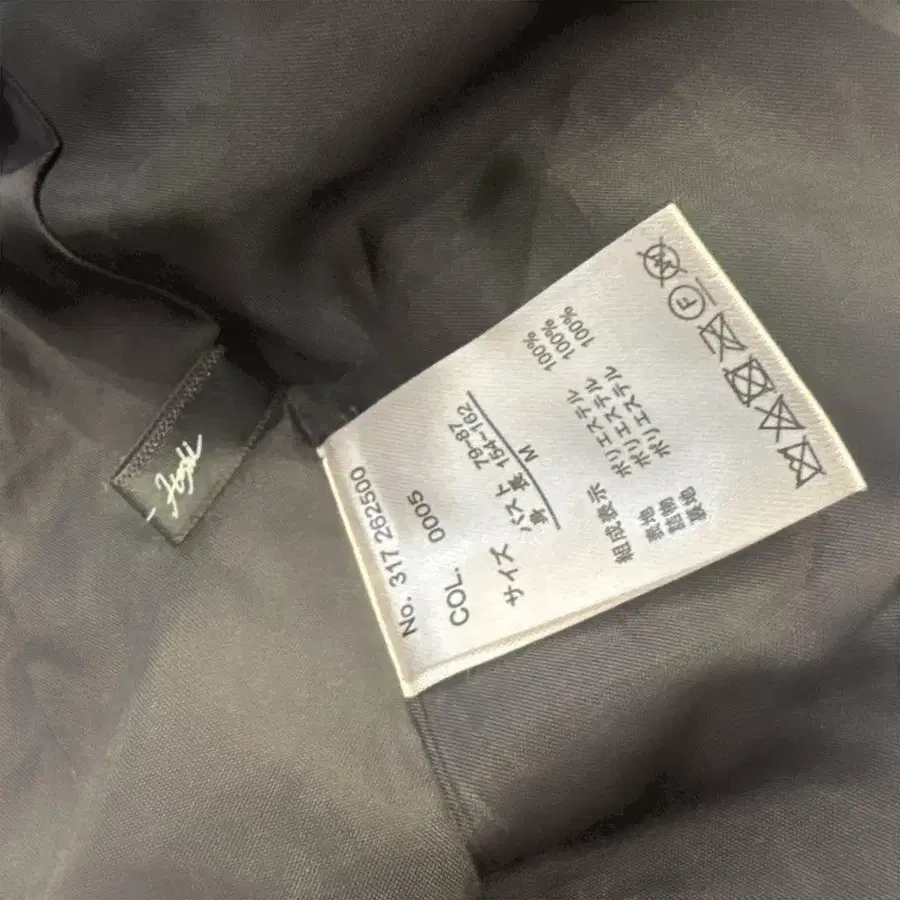 No. 317 262500
COL. 0005
サイズ バスト 79~87
身長 154~162
M
組成表示
表地 ポリエステル 100%
詰物 ポリエステル 100%
裏地 ポリエステル 100%
F
W